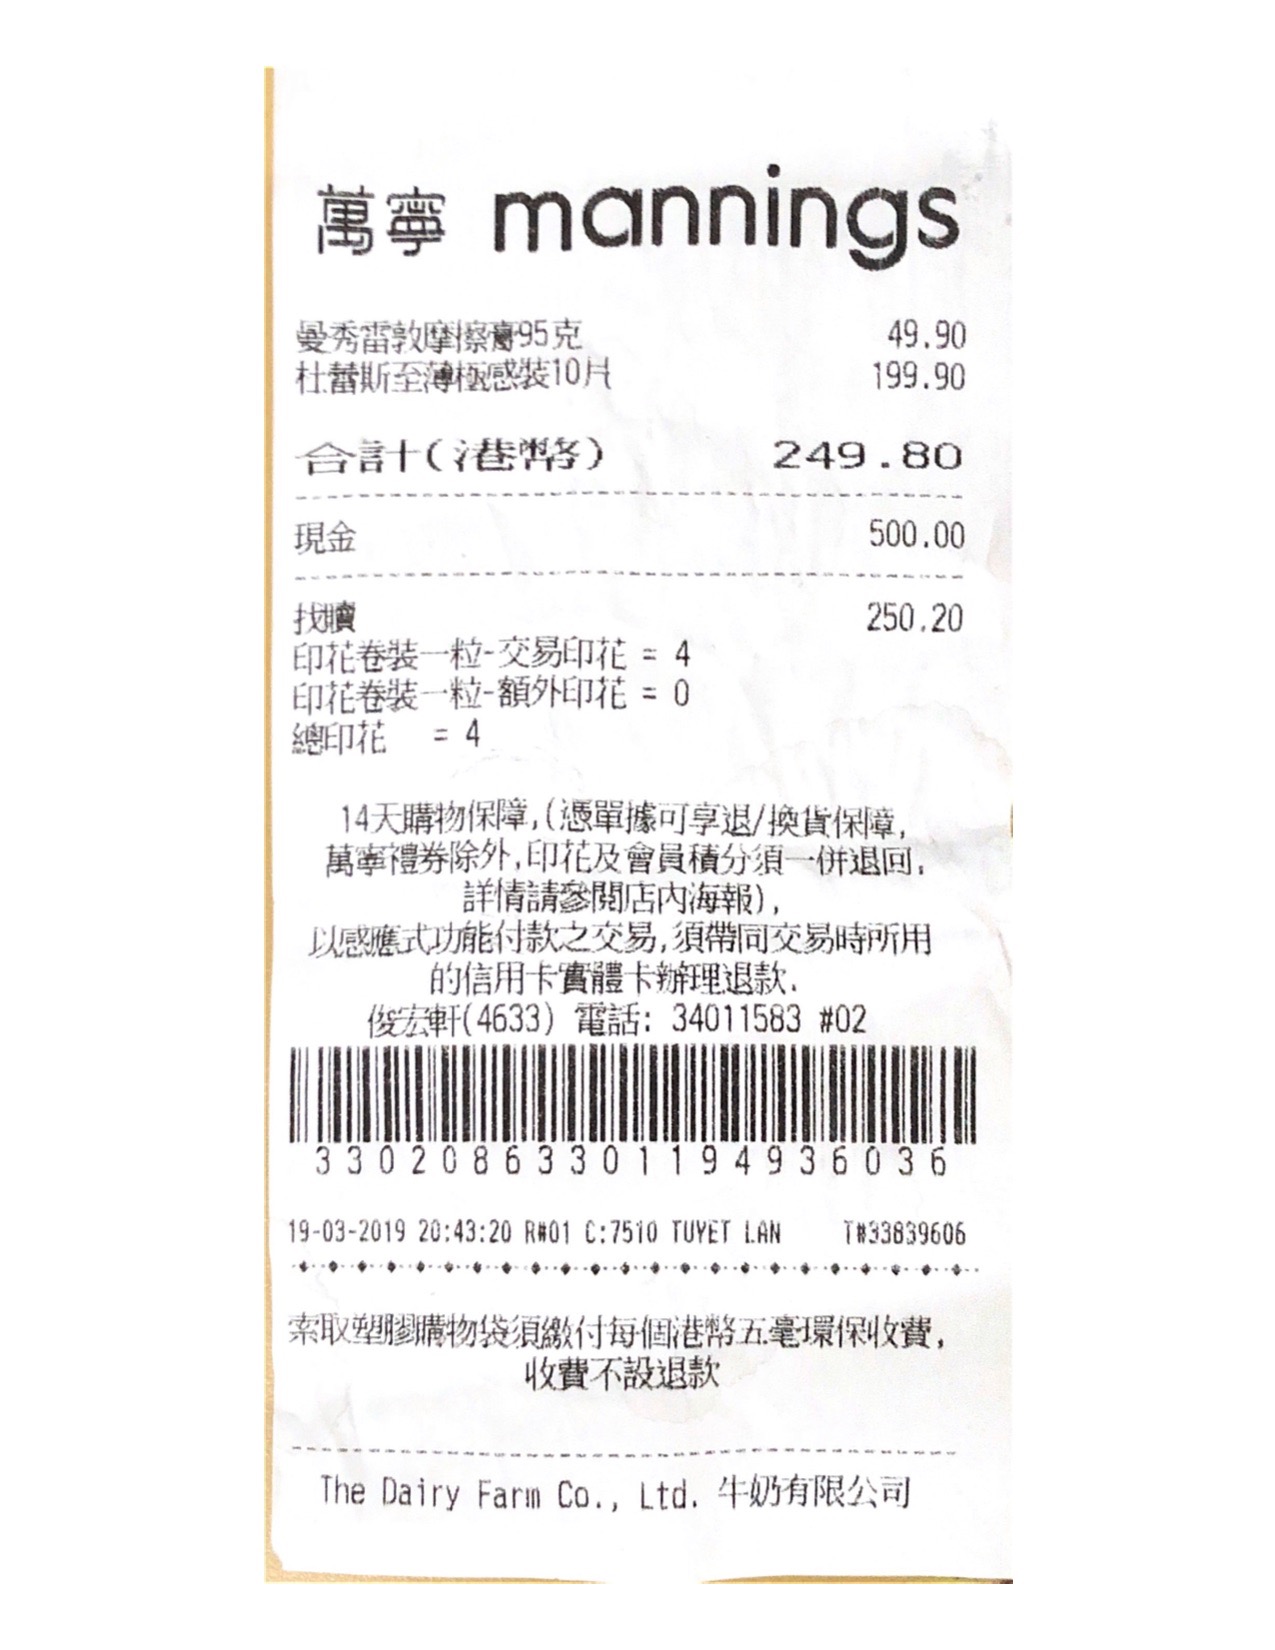 萬寧 mannings
曼秀雷敦摩擦膏95克 49.90
杜蕾斯至薄極感裝10片 199.90
合計(港幣) 249.80
現金 500.00
找贖 250.20
印花卷裝一粒-交易印花 = 4
印花卷裝一粒-額外印花 = 0
總印花 = 4
14天購物保障,(憑單據可享退/換貨保障,
萬寧禮券除外,印花及會員積分須一併退回,
詳情請參閱店內海報),
以感應式功能付款之交易,須帶同交易時所用
的信用卡實體卡辦理退款.
俊宏軒(4633) 電話: 34011583 #02
33020863301194936036
19-03-2019 20:43:20 R#01 C:7510 TUYET LAN T#33839606
索取塑膠購物袋須繳付每個港幣五毫環保收費,
收費不設退款
The Dairy Farm Co., Ltd. 牛奶有限公司